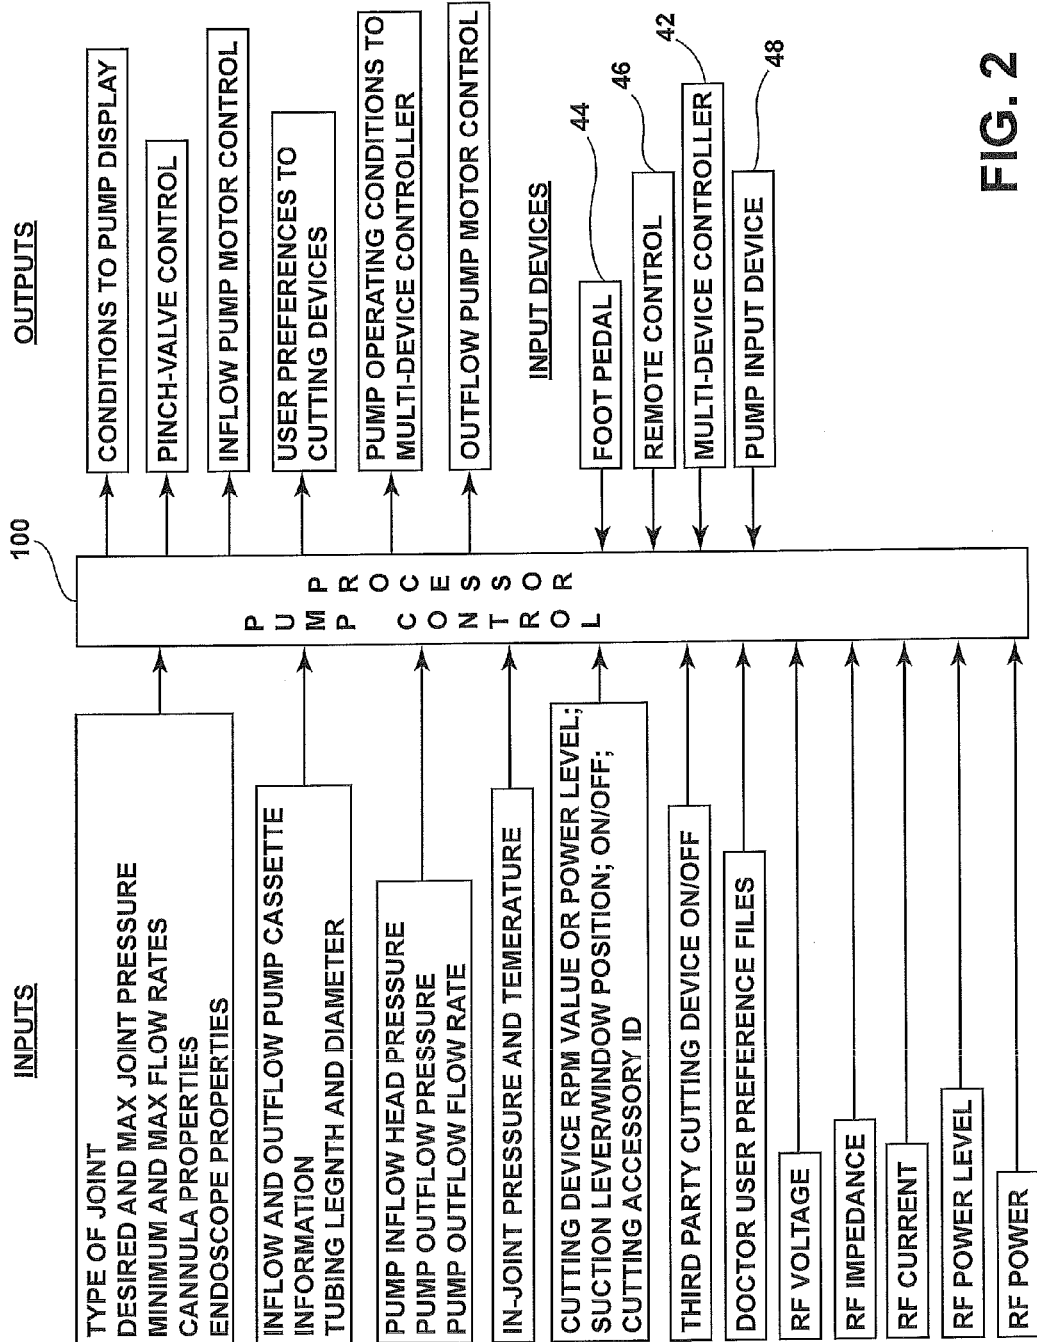 INPUTS
TYPE OF JOINT
DESIRED AND MAX JOINT PRESSURE
MINIMUM AND MAX FLOW RATES
CANNULA PROPERTIES
ENDOSCOPE PROPERTIES
INFLOW AND OUTFLOW PUMP CASSETTE
INFORMATION
TUBING LEGNTH AND DIAMETER
PUMP INFLOW HEAD PRESSURE
PUMP OUTFLOW PRESSURE
PUMP OUTFLOW FLOW RATE
IN-JOINT PRESSURE AND TEMERATURE
CUTTING DEVICE RPM VALUE OR POWER LEVEL;
SUCTION LEVER/WINDOW POSITION; ON/OFF;
CUTTING ACCESSORY ID
THIRD PARTY CUTTING DEVICE ON/OFF
DOCTOR USER PREFERENCE FILES
RF VOLTAGE
RF IMPEDANCE
RF CURRENT
RF POWER LEVEL
RF POWER
100
PUMP CONTROL
PROCESSOR
OUTPUTS
CONDITIONS TO PUMP DISPLAY
PINCH-VALVE CONTROL
INFLOW PUMP MOTOR CONTROL
USER PREFERENCES TO
CUTTING DEVICES
PUMP OPERATING CONDITIONS TO
MULTI-DEVICE CONTROLLER
OUTFLOW PUMP MOTOR CONTROL
INPUT DEVICES
FOOT PEDAL
44
REMOTE CONTROL
46
MULTI-DEVICE CONTROLLER
42
PUMP INPUT DEVICE
48
FIG. 2